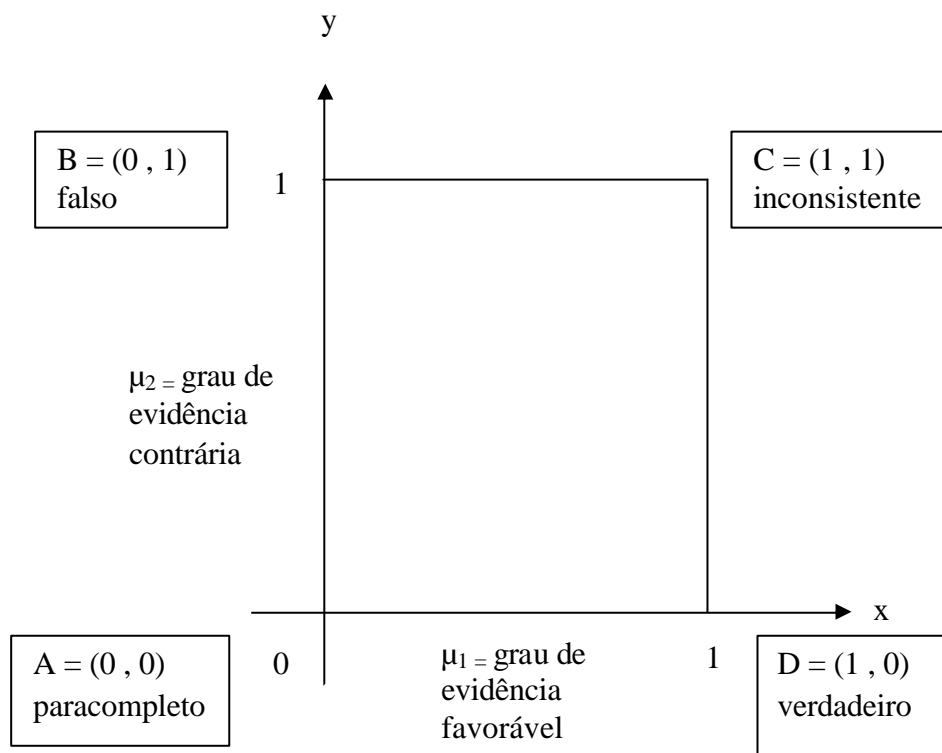 y
B = (0 , 1)
falso
1
C = (1 , 1)
inconsistente
μ2 = grau de
evidência
contrária
x
A = (0 , 0)
paracompleto
0
μ1 = grau de
evidência
favorável
1
D = (1 , 0)
verdadeiro